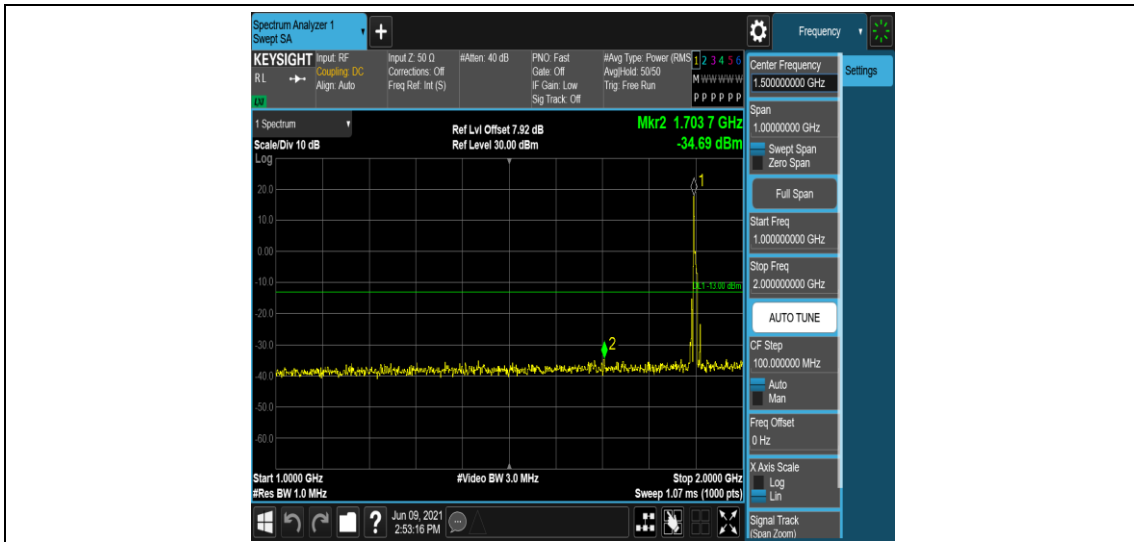 Spectrum Analyzer 1
Swept SA
+
Frequency
KEYSIGHT
RL
LXI
Input: RF
Coupling: DC
Align: Auto
Input Z: 50 Ω
Corrections: Off
Freq Ref: Int (S)
#Atten: 40 dB
PNO: Fast
Gate: Off
IF Gain: Low
Sig Track: Off
#Avg Type: Power (RMS
Avg|Hold: 50/50
Trig: Free Run
1 2 3 4 5 6
M W W W W W
P P P P P P
1 Spectrum
Scale/Div 10 dB
Ref Lvl Offset 7.92 dB
Ref Level 30.00 dBm
Mkr2 1.703 7 GHz
-34.69 dBm
Log
20.0
10.0
0.00
-10.0
-20.0
-30.0
-40.0
-50.0
-60.0
1
DL1 -13.00 dBm
2
Start 1.0000 GHz
#Res BW 1.0 MHz
#Video BW 3.0 MHz
Stop 2.0000 GHz
Sweep 1.07 ms (1000 pts)
Center Frequency
1.500000000 GHz
Settings
Span
1.00000000 GHz
Swept Span
Zero Span
Full Span
Start Freq
1.000000000 GHz
Stop Freq
2.000000000 GHz
AUTO TUNE
CF Step
100.000000 MHz
Auto
Man
Freq Offset
0 Hz
X Axis Scale
Log
Lin
Signal Track
(Span Zoom)
?
Jun 09, 2021
2:53:16 PM